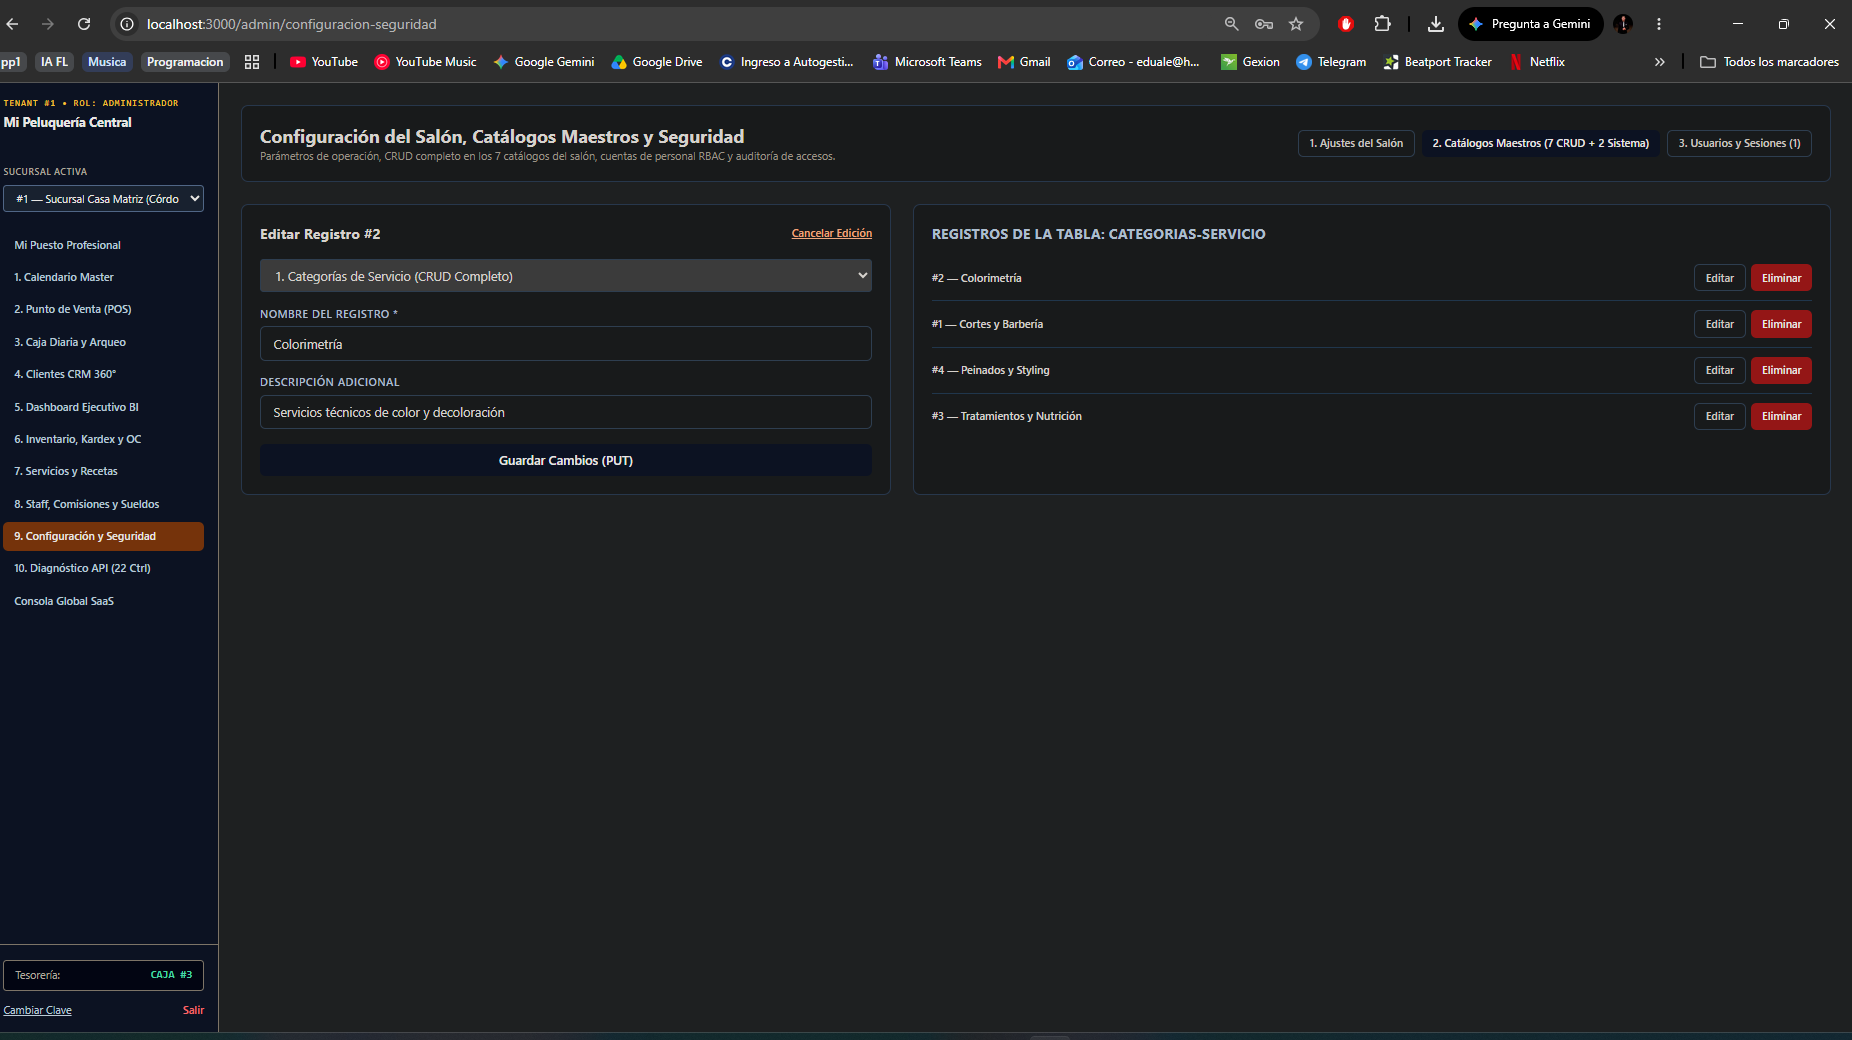 localhost:3000/admin/configuracion-seguridad
Pregunta a Gemini
pp1
IA FL
Musica
Programacion
YouTube
YouTube Music
Google Gemini
Google Drive
Ingreso a Autogesti...
Microsoft Teams
Gmail
Correo - eduale@h...
Gexion
Telegram
Beatport Tracker
Netflix
»
Todos los marcadores
TENANT #1 • ROL: ADMINISTRADOR
Mi Peluquería Central
SUCURSAL ACTIVA
#1 — Sucursal Casa Matriz (Córdo
Mi Puesto Profesional
1. Calendario Master
2. Punto de Venta (POS)
3. Caja Diaria y Arqueo
4. Clientes CRM 360°
5. Dashboard Ejecutivo BI
6. Inventario, Kardex y OC
7. Servicios y Recetas
8. Staff, Comisiones y Sueldos
9. Configuración y Seguridad
10. Diagnóstico API (22 Ctrl)
Consola Global SaaS
Tesorería:
CAJA #3
Cambiar Clave
Salir
Configuración del Salón, Catálogos Maestros y Seguridad
Parámetros de operación, CRUD completo en los 7 catálogos del salón, cuentas de personal RBAC y auditoría de accesos.
1. Ajustes del Salón
2. Catálogos Maestros (7 CRUD + 2 Sistema)
3. Usuarios y Sesiones (1)
Editar Registro #2
Cancelar Edición
1. Categorías de Servicio (CRUD Completo)
NOMBRE DEL REGISTRO *
Colorimetría
DESCRIPCIÓN ADICIONAL
Servicios técnicos de color y decoloración
Guardar Cambios (PUT)
REGISTROS DE LA TABLA: CATEGORIAS-SERVICIO
#2 — Colorimetría
Editar
Eliminar
#1 — Cortes y Barbería
Editar
Eliminar
#4 — Peinados y Styling
Editar
Eliminar
#3 — Tratamientos y Nutrición
Editar
Eliminar